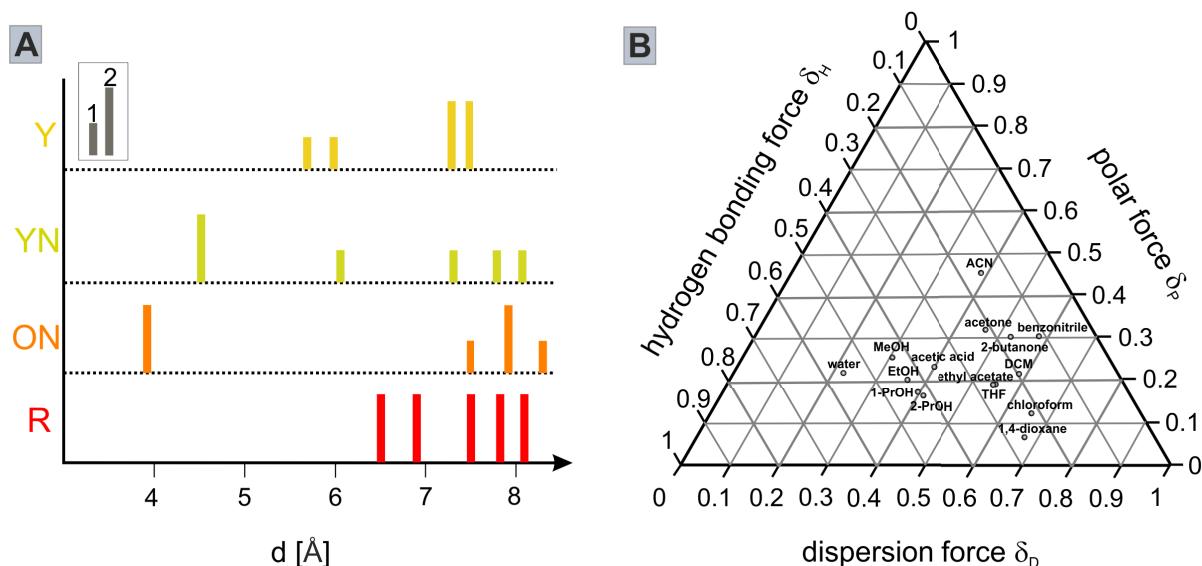 A
2
1
Y
YN
ON
R
4 5 6 7 8
d [Å]
B
hydrogen bonding force δH
0
0.1
0.2
0.3
0.4
0.5
0.6
0.7
0.8
0.9
1
polar force δP
1
0.9
0.8
0.7
0.6
0.5
0.4
0.3
0.2
0.1
0
ACN
acetone
benzonitrile
2-butanone
MeOH
acetic acid
DCM
water
EtOH
ethyl acetate
1-PrOH
THF
2-PrOH
chloroform
1,4-dioxane
0 0.1 0.2 0.3 0.4 0.5 0.6 0.7 0.8 0.9 1
dispersion force δD